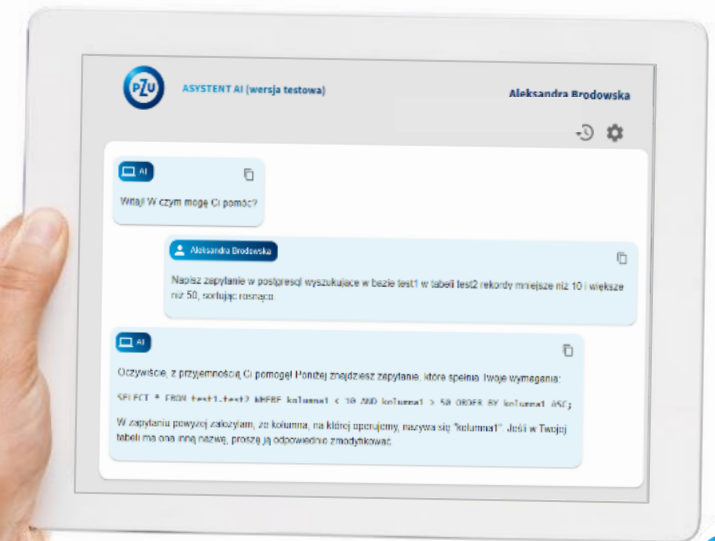 PZU
ASYSTENT AI (wersja testowa)
Aleksandra Brodowska
AI
Witaj! W czym mogę Ci pomóc?
Aleksandra Brodowska
Napisz zapytanie w postgresql wyszukujące w bazie test1 w tabeli test2 rekordy mniejsze niż 10 i większe
niż 50, sortując rosnąco.
AI
Oczywiście, z przyjemnością Ci pomogę! Poniżej znajdziesz zapytanie, które spełnia Twoje wymagania:
SELECT * FROM test1.test2 WHERE kolumna1 < 10 AND kolumna1 > 50 ORDER BY kolumna1 ASC;
W zapytaniu powyżej założyłam, że kolumna, na której operujemy, nazywa się "kolumna1". Jeśli w Twojej
tabeli ma ona inną nazwę, proszę ją odpowiednio zmodyfikować.